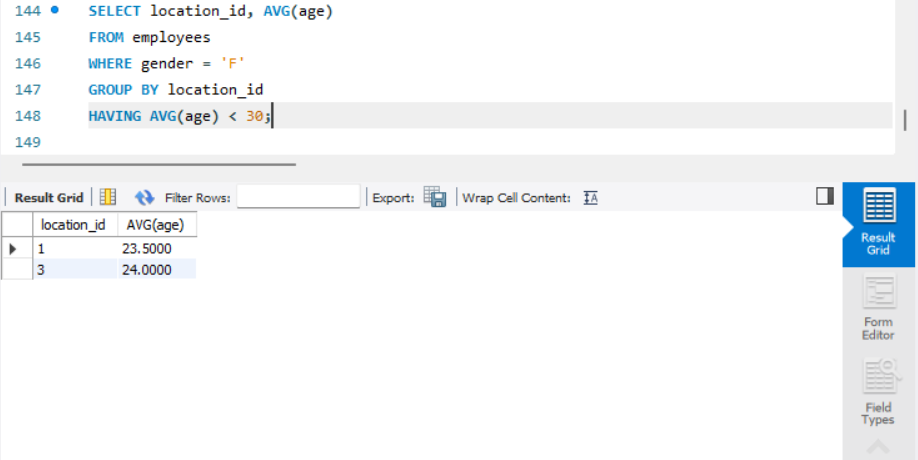 144 SELECT location_id, AVG(age)
145 FROM employees
146 WHERE gender = 'F'
147 GROUP BY location_id
148 HAVING AVG(age) < 30;
149
Result Grid Filter Rows: Export: Wrap Cell Content:
location_id AVG(age)
1 23.5000
3 24.0000
Result
Grid
Form
Editor
Field
Types